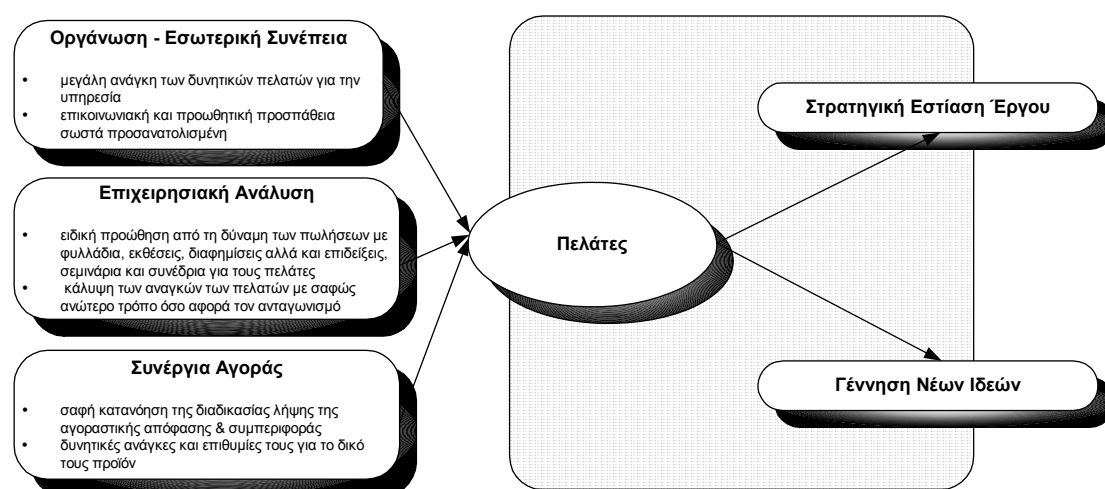 Οργάνωση - Εσωτερική Συνέπεια
• μεγάλη ανάγκη των δυνητικών πελατών για την
υπηρεσία
• επικοινωνιακή και προωθητική προσπάθεια
σωστά προσανατολισμένη
Επιχειρησιακή Ανάλυση
• ειδική προώθηση από τη δύναμη των πωλήσεων με
φυλλάδια, εκθέσεις, διαφημίσεις αλλά και επιδείξεις,
σεμινάρια και συνέδρια για τους πελάτες
• κάλυψη των αναγκών των πελατών με σαφώς
ανώτερο τρόπο όσο αφορά τον ανταγωνισμό
Συνέργια Αγοράς
• σαφή κατανόηση της διαδικασίας λήψης της
αγοραστικής απόφασης & συμπεριφοράς
• δυνητικές ανάγκες και επιθυμίες τους για το δικό
τους προϊόν
Πελάτες
Στρατηγική Εστίαση Έργου
Γέννηση Νέων Ιδεών